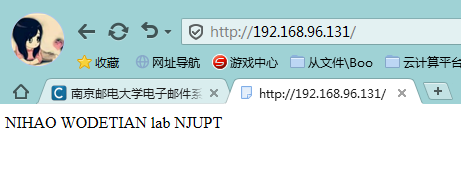 http://192.168.96.131/
收藏 网址导航 游戏中心 从文件\Boo 云计算平台
南京邮电大学电子邮件系 http://192.168.96.131/
NIHAO WODETIAN lab NJUPT